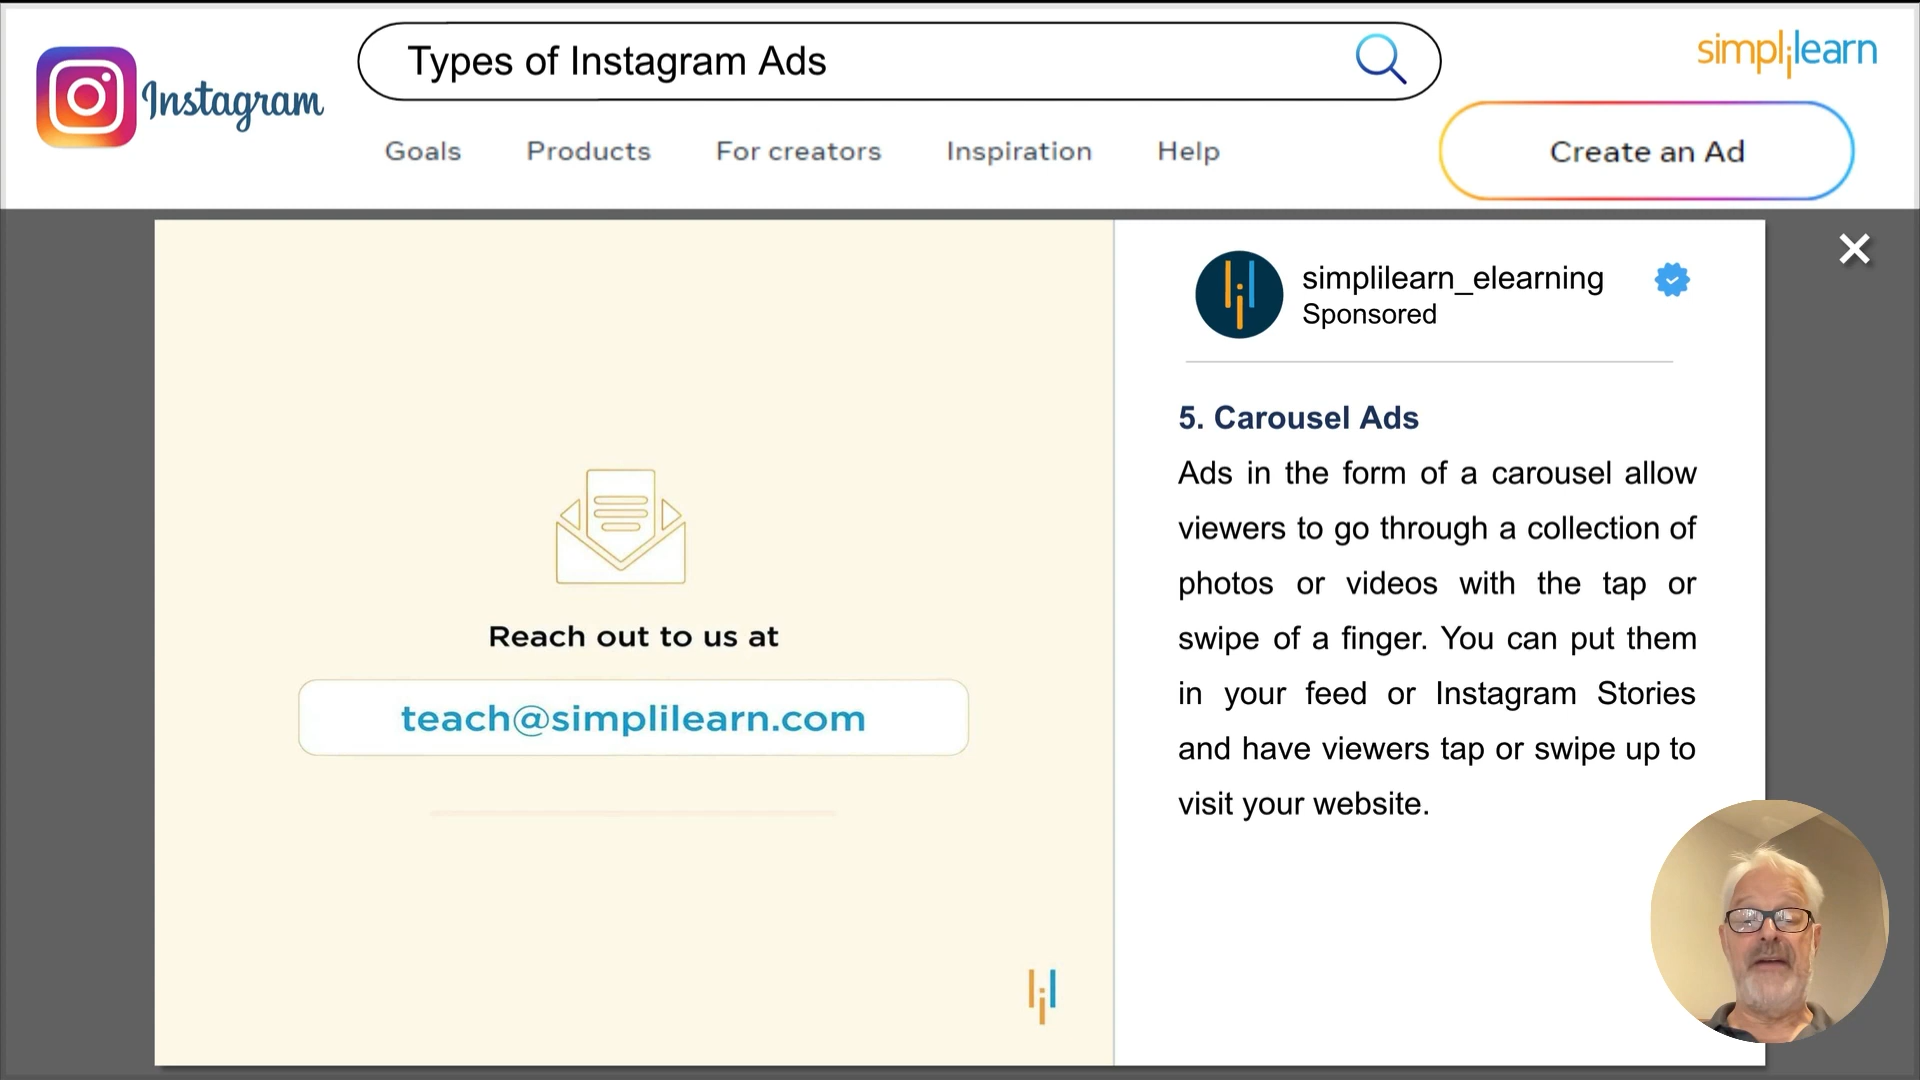 Instagram
Types of Instagram Ads
simplilearn
Goals Products For creators Inspiration Help
Create an Ad
Reach out to us at
teach@simplilearn.com
simplilearn_elearning
Sponsored
5. Carousel Ads
Ads in the form of a carousel allow
viewers to go through a collection of
photos or videos with the tap or
swipe of a finger. You can put them
in your feed or Instagram Stories
and have viewers tap or swipe up to
visit your website.